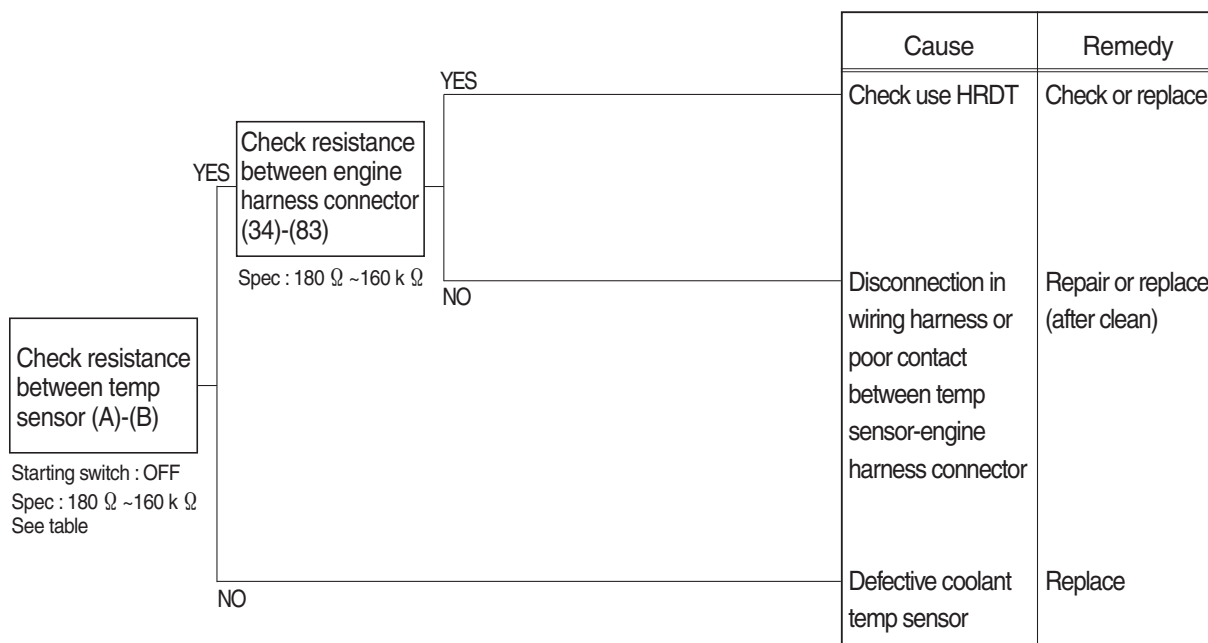 Cause
Remedy
YES
Check use HRDT
Check or replace
YES
Check resistance
between engine
harness connector
(34)-(83)
Spec : 180 Ω ~160 k Ω
NO
Disconnection in
wiring harness or
poor contact
between temp
sensor-engine
harness connector
Repair or replace
(after clean)
Check resistance
between temp
sensor (A)-(B)
Starting switch : OFF
Spec : 180 Ω ~160 k Ω
See table
NO
Defective coolant
temp sensor
Replace